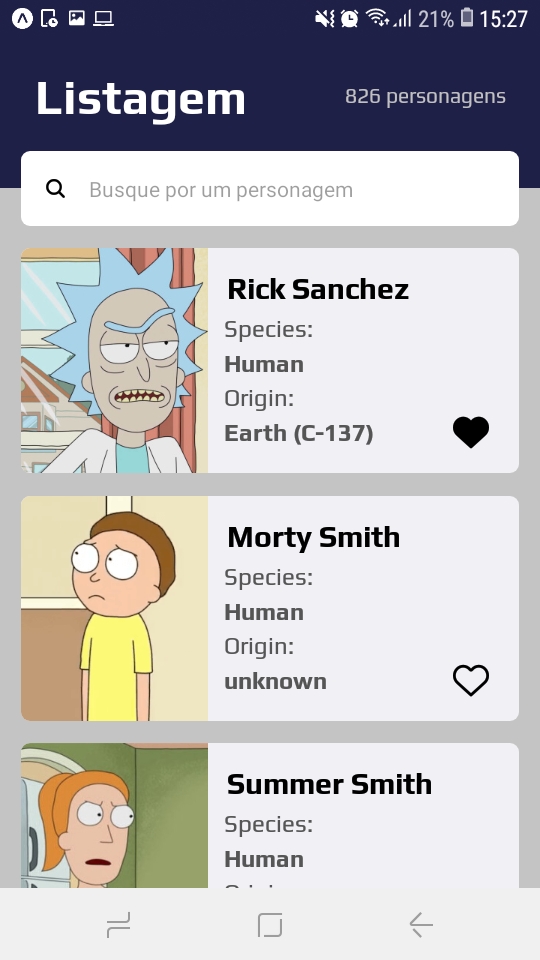 21% 15:27
Listagem
826 personagens
Busque por um personagem
Rick Sanchez
Species:
Human
Origin:
Earth (C-137)
Morty Smith
Species:
Human
Origin:
unknown
Summer Smith
Species:
Human